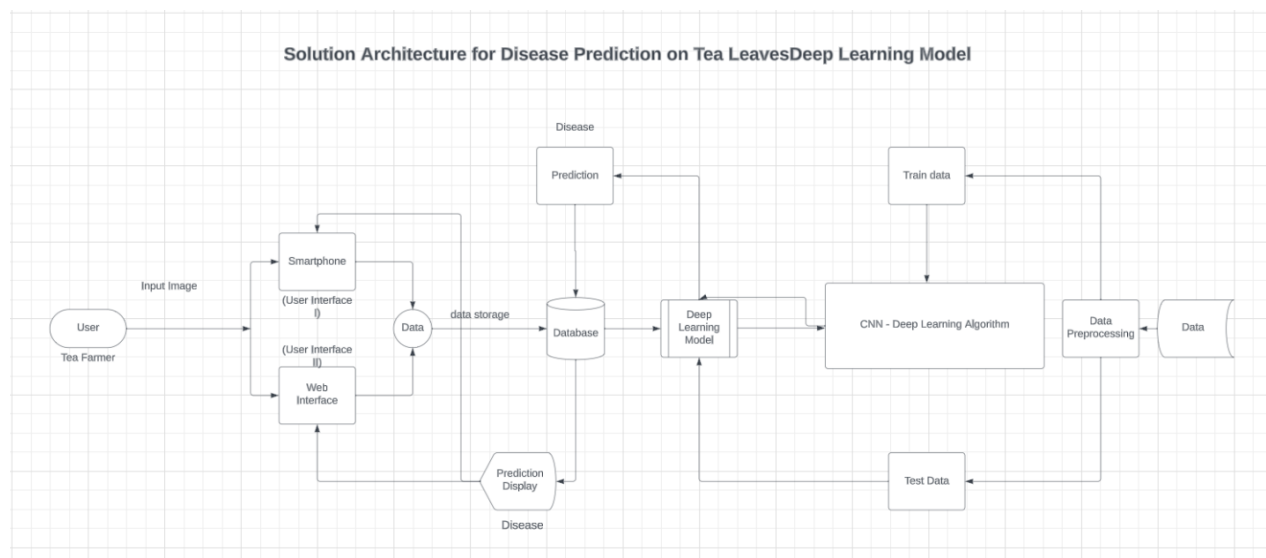 Solution Architecture for Disease Prediction on Tea LeavesDeep Learning Model
Disease
Prediction
Train data
Smartphone
Input Image
(User Interface
I)
data storage
User
Data
Database
Deep
Learning
Model
CNN - Deep Learning Algorithm
Data
Preprocessing
Data
Tea Farmer
(User Interface
II)
Web
Interface
Prediction
Display
Test Data
Disease